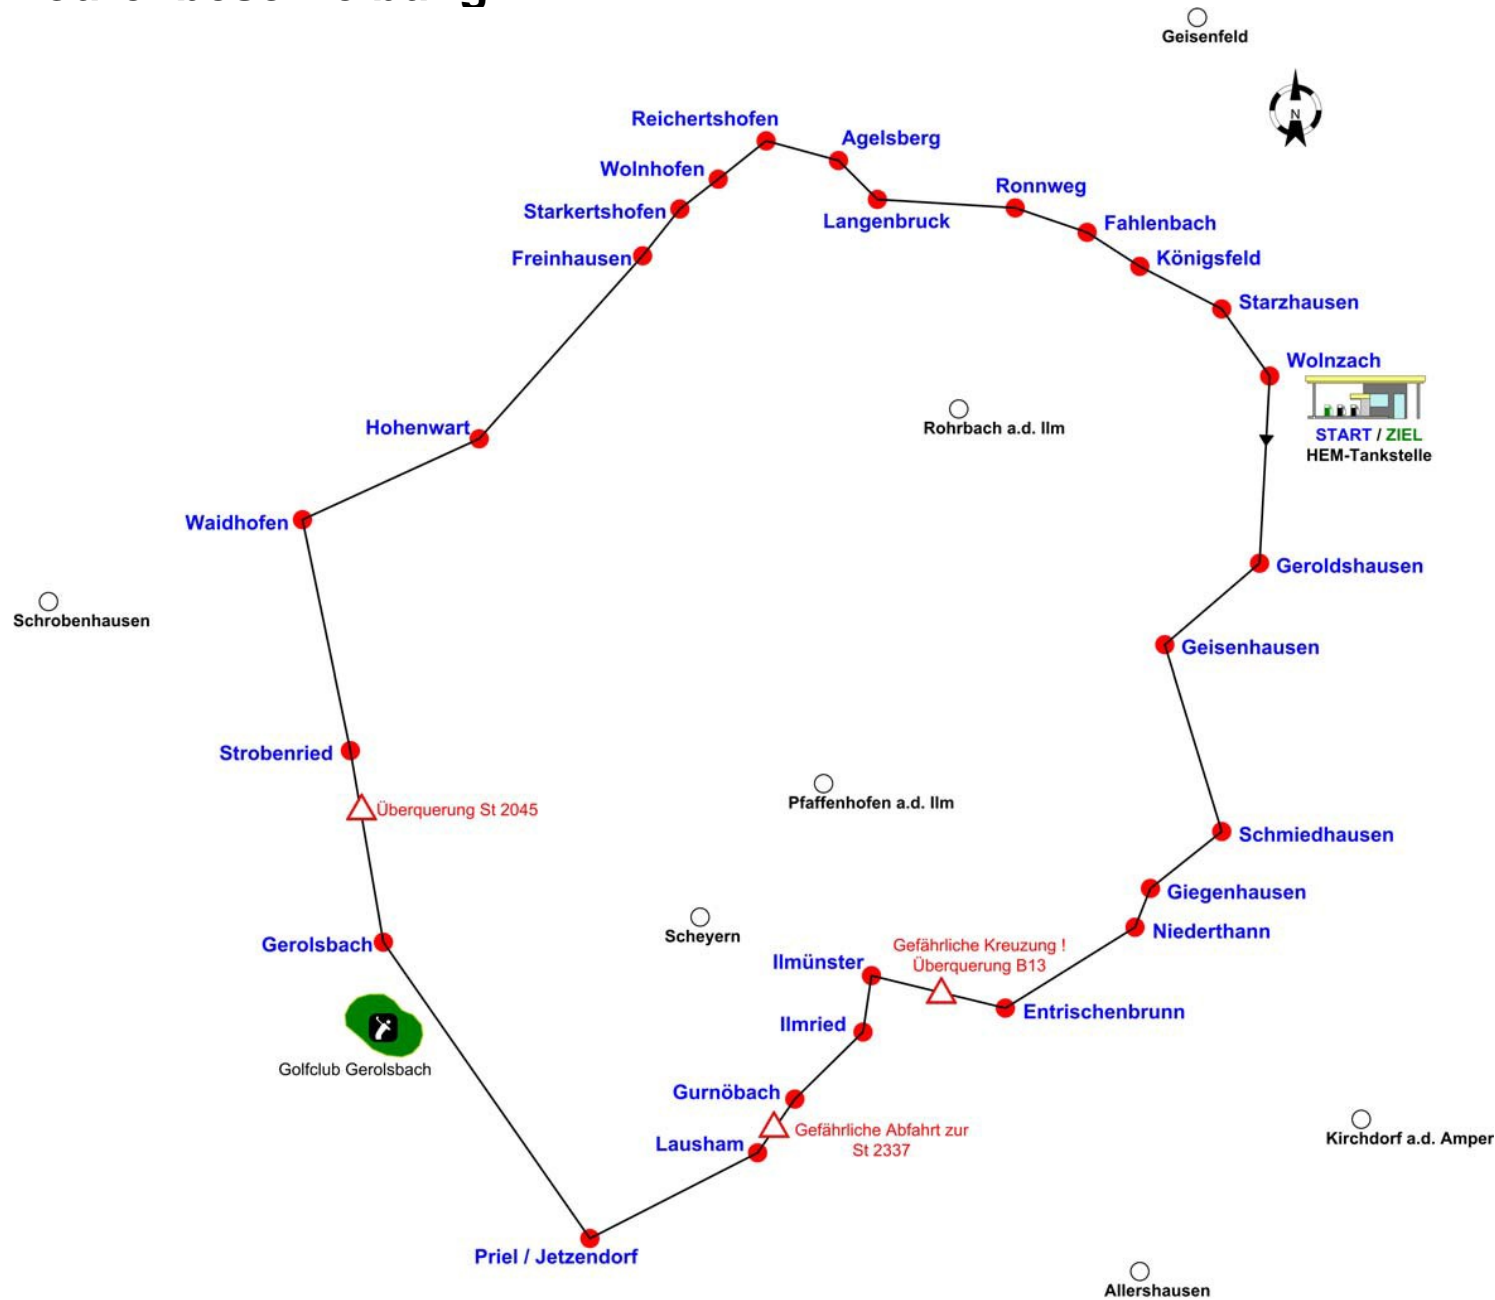 Geisenfeld
N
Reichertshofen
Agelsberg
Wolnhofen
Ronnweg
Starkertshofen
Langenbruck
Fahlenbach
Freinhausen
Königsfeld
Starzhausen
Wolnzach
Hohenwart
Rohrbach a.d. Ilm
START / ZIEL
HEM-Tankstelle
Waidhofen
Geroldshausen
Schrobenhausen
Geisenhausen
Strobenried
Überquerung St 2045
Pfaffenhofen a.d. Ilm
Schmiedhausen
Giegenhausen
Scheyern
Niederthann
Gerolsbach
Gefährliche Kreuzung !
Überquerung B13
Ilmünster
Entrischenbrunn
Ilmried
Golfclub Gerolsbach
Gurnöbach
Gefährliche Abfahrt zur
St 2337
Lausham
Kirchdorf a.d. Amper
Priel / Jetzendorf
Allershausen